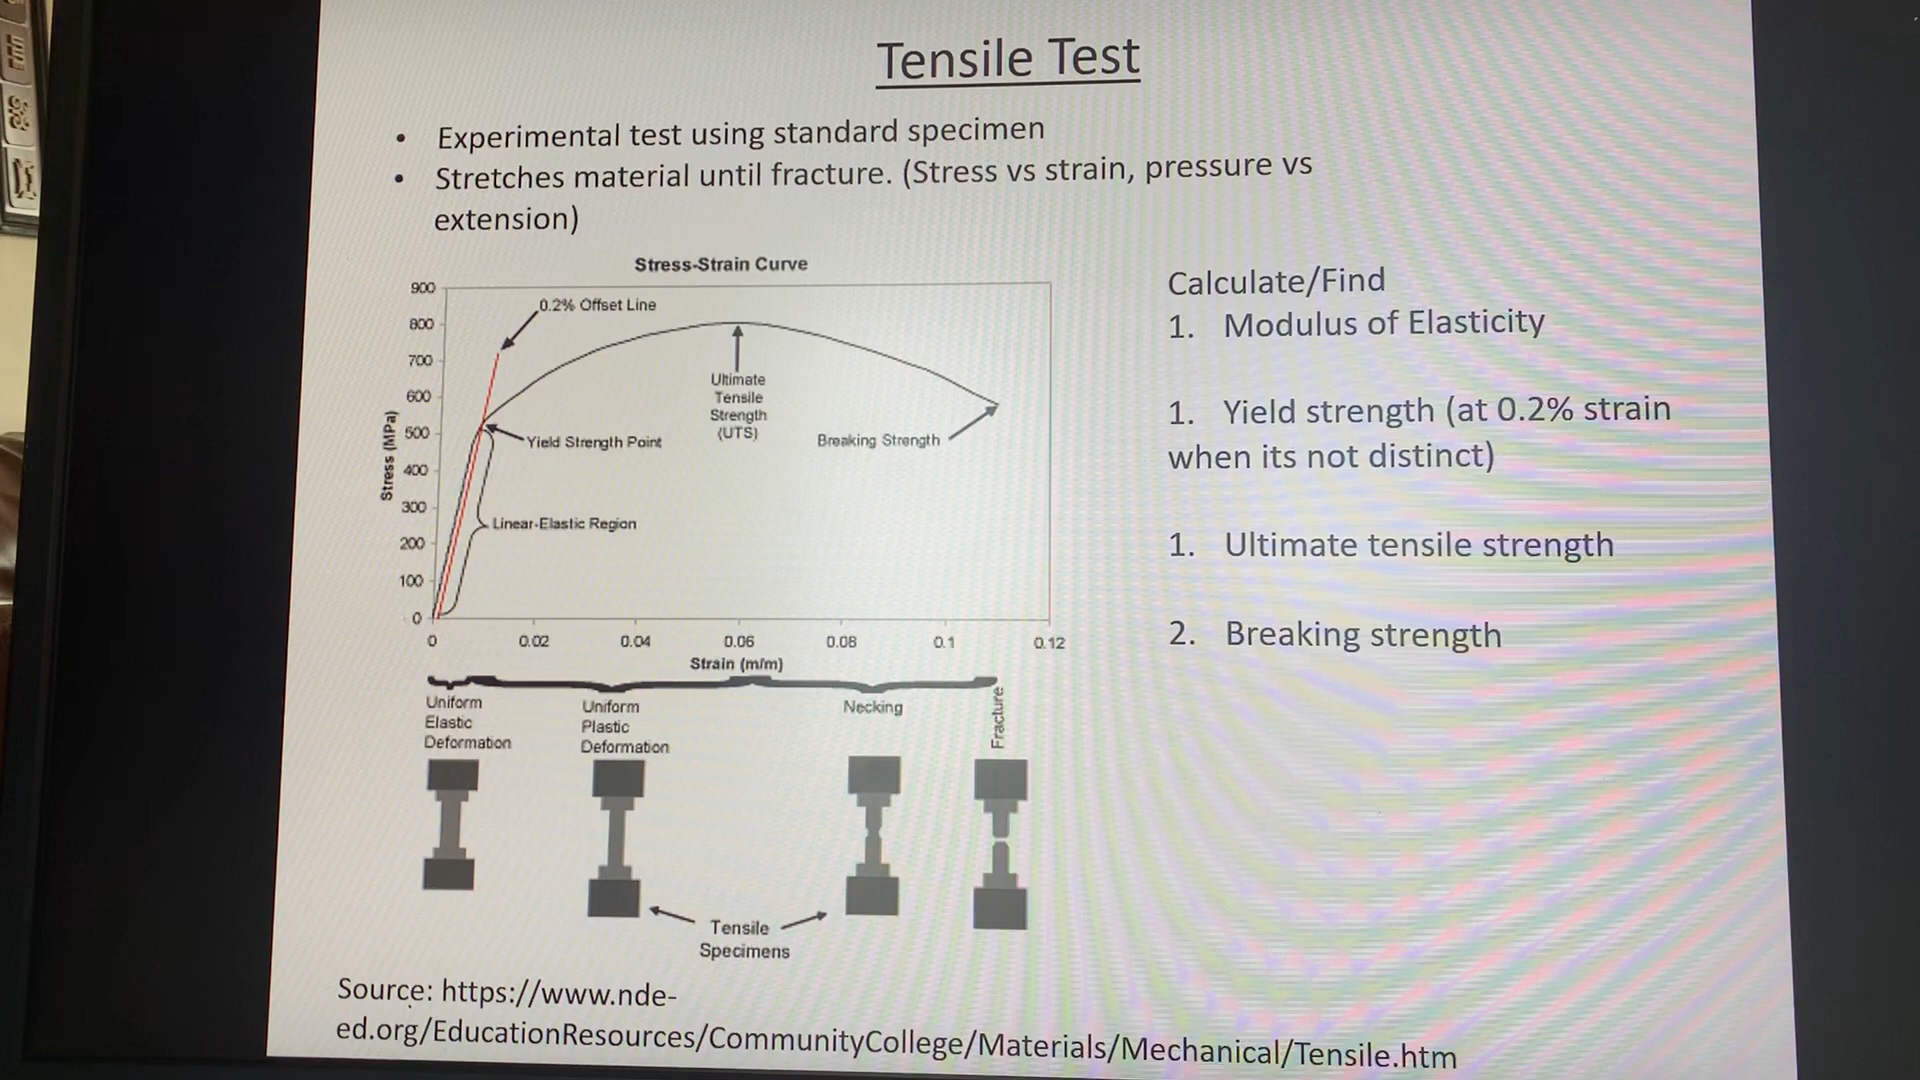 Tensile Test
• Experimental test using standard specimen
• Stretches material until fracture. (Stress vs strain, pressure vs
extension)
Stress-Strain Curve
900
800
700
600
500
400
300
200
100
0
Stress (MPa)
0.2% Offset Line
Ultimate
Tensile
Strength
(UTS)
Yield Strength Point
Breaking Strength
Linear-Elastic Region
0 0.02 0.04 0.06 0.08 0.1 0.12
Strain (m/m)
Uniform
Elastic
Deformation
Uniform
Plastic
Deformation
Necking
Fracture
Tensile
Specimens
Calculate/Find
1. Modulus of Elasticity
1. Yield strength (at 0.2% strain
when its not distinct)
1. Ultimate tensile strength
2. Breaking strength
Source: https://www.nde-
ed.org/EducationResources/CommunityCollege/Materials/Mechanical/Tensile.htm